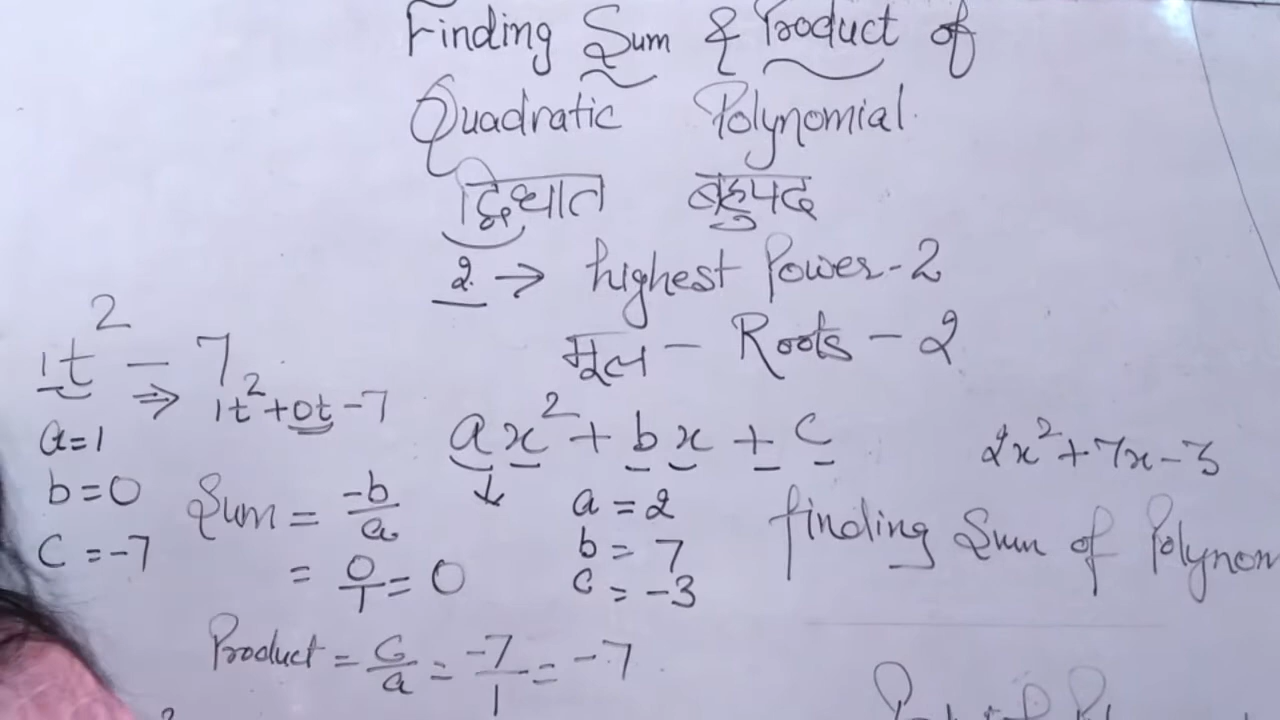 Finding Sum & Product of
Quadratic Polynomial.
द्विघात बहुपद
2 → highest Power-2
मूल - Roots - 2
1t² - 7
⇒ 1t²+0t-7
a=1
b=0
C=-7
Sum = -b/a
= 0/1 = 0
Product = C/a = -7/1 = -7
ax² + bx + c
↓
a = 2
b = 7
c = -3
2x²+7x-3
finding Sum of Polynom